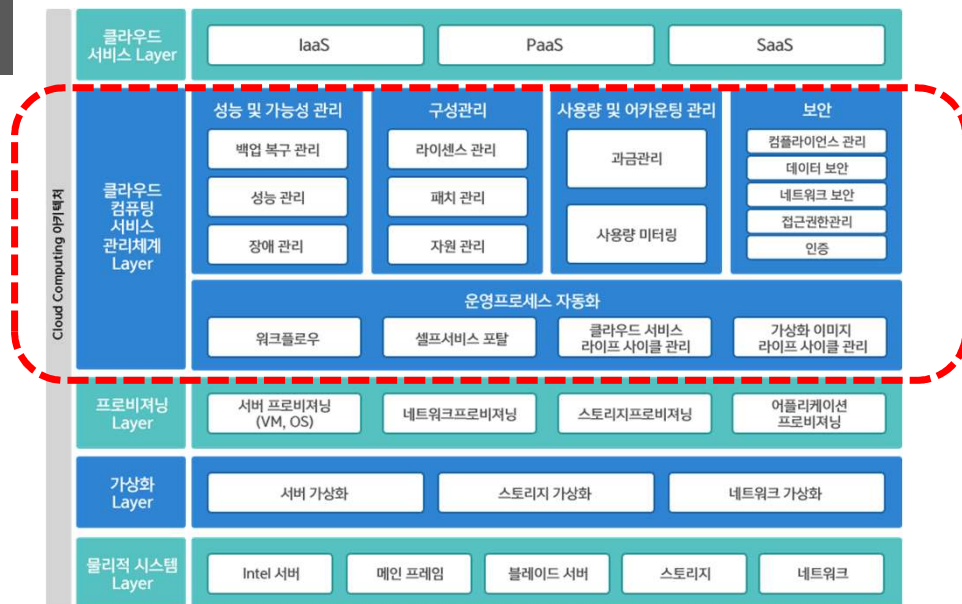 Cloud Computing 아키텍처
클라우드
서비스 Layer
IaaS
PaaS
SaaS
클라우드
컴퓨팅
서비스
관리체계
Layer
성능 및 가능성 관리
백업 복구 관리
성능 관리
장애 관리
구성관리
라이센스 관리
패치 관리
자원 관리
사용량 및 어카운팅 관리
과금관리
사용량 미터링
보안
컴플라이언스 관리
데이터 보안
네트워크 보안
접근권한관리
인증
운영프로세스 자동화
워크플로우
셀프서비스 포탈
클라우드 서비스
라이프 사이클 관리
가상화 이미지
라이프 사이클 관리
프로비져닝
Layer
서버 프로비져닝
(VM, OS)
네트워크프로비져닝
스토리지프로비져닝
어플리케이션
프로비져닝
가상화
Layer
서버 가상화
스토리지 가상화
네트워크 가상화
물리적 시스템
Layer
Intel 서버
메인 프레임
블레이드 서버
스토리지
네트워크